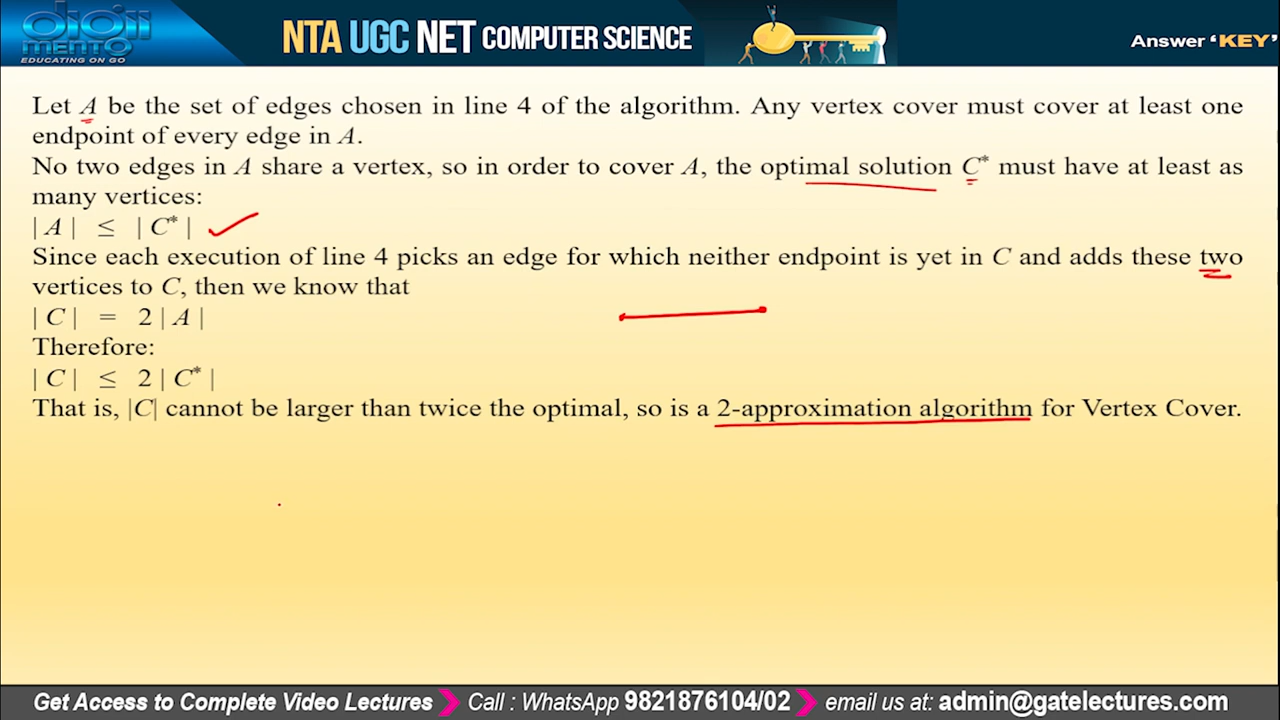 digii
MENTO
EDUCATING ON GO
NTA UGC NET COMPUTER SCIENCE
Answer ‘KEY’
Let A be the set of edges chosen in line 4 of the algorithm. Any vertex cover must cover at least one
endpoint of every edge in A.
No two edges in A share a vertex, so in order to cover A, the optimal solution C* must have at least as
many vertices:
| A | ≤ | C* |
Since each execution of line 4 picks an edge for which neither endpoint is yet in C and adds these two
vertices to C, then we know that
| C | = 2 | A |
Therefore:
| C | ≤ 2 | C* |
That is, |C| cannot be larger than twice the optimal, so is a 2-approximation algorithm for Vertex Cover.
Get Access to Complete Video Lectures Call : WhatsApp 9821876104/02 email us at: admin@gatelectures.com